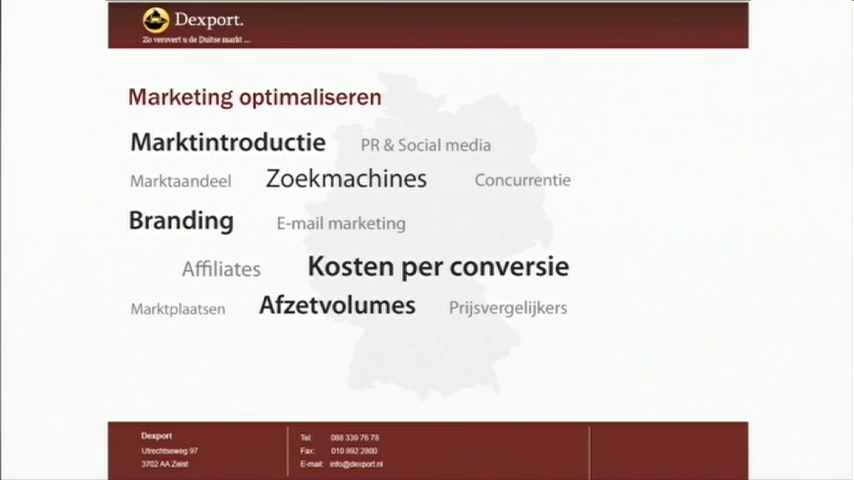 Dexport.
Zo verovert u de Duitse markt ...
Marketing optimaliseren
Marktintroductie PR & Social media
Marktaandeel Zoekmachines Concurrentie
Branding E-mail marketing
Affiliates Kosten per conversie
Marktplaatsen Afzetvolumes Prijsvergelijkers
Dexport
Utrechtseweg 97
3702 AA Zeist
Tel: 088 339 76 78
Fax: 010 892 2800
E-mail: info@dexport.nl